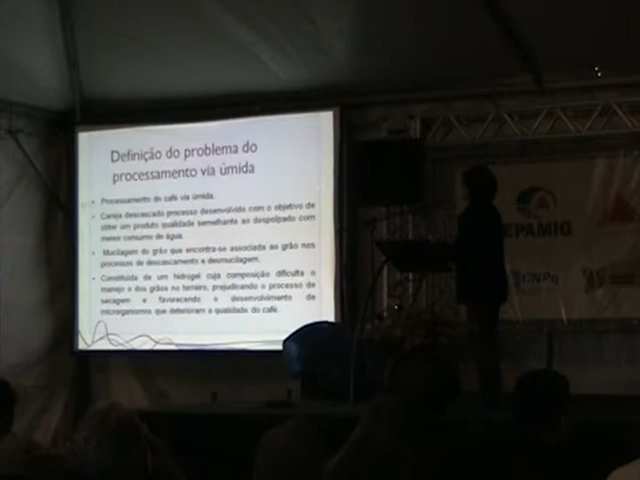 Definição do problema do
processamento via úmida
Processamento do café via úmida.
Cereja descascado processo desenvolvido com o objetivo de
obter um produto qualidade semelhante ao despolpado com
menor consumo de água.
Mucilagem do grão que encontra-se associada ao grão nos
processos de descascamento e desmucilagem.
Constituída de um hidrogel cuja composição dificulta o
manejo e dos grãos no terreiro, prejudicando o processo de
secagem e favorecendo o desenvolvimento de
microrganismos que deterioram a qualidade do café.
EPAMIG
CNPq